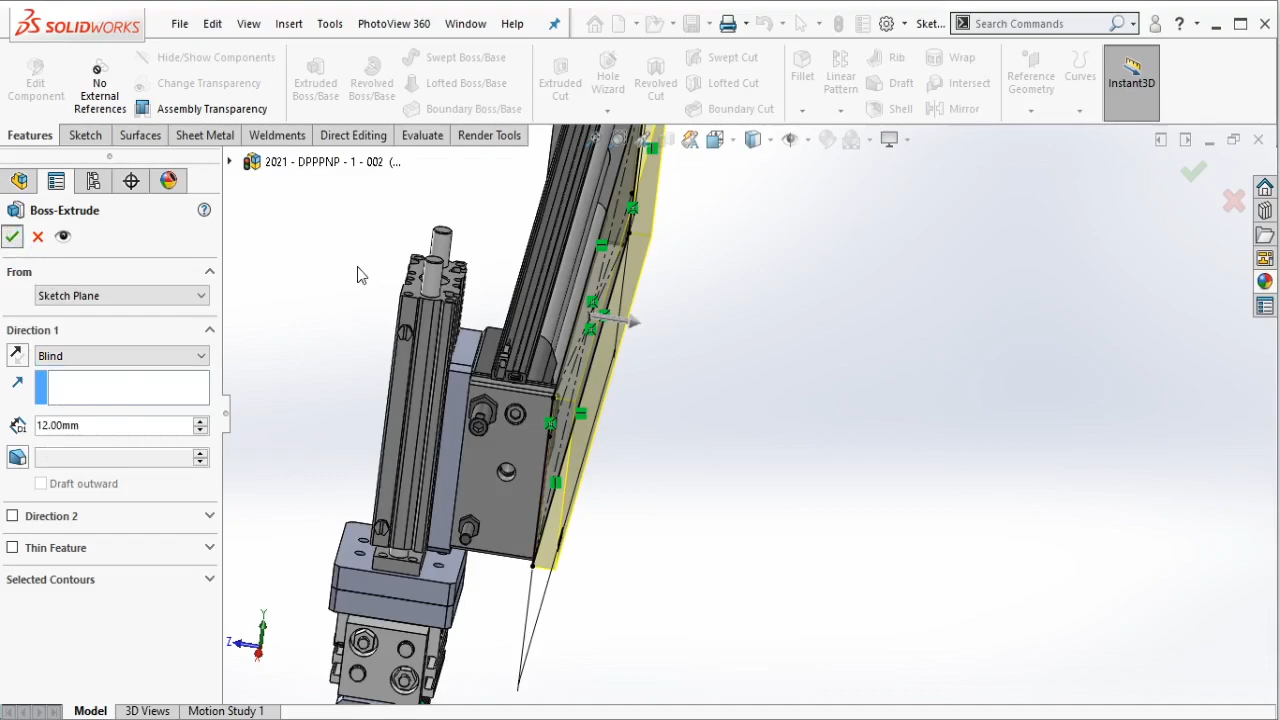 SOLIDWORKS
File
Edit
View
Insert
Tools
PhotoView 360
Window
Help
Sket...
Search Commands
Edit
Component
No
External
References
Hide/Show Components
Change Transparency
Assembly Transparency
Extruded
Boss/Base
Revolved
Boss/Base
Swept Boss/Base
Lofted Boss/Base
Boundary Boss/Base
Extruded
Cut
Hole
Wizard
Revolved
Cut
Swept Cut
Lofted Cut
Boundary Cut
Fillet
Linear
Pattern
Rib
Draft
Shell
Wrap
Intersect
Mirror
Reference
Geometry
Curves
Instant3D
Features
Sketch
Surfaces
Sheet Metal
Weldments
Direct Editing
Evaluate
Render Tools
2021 - DPPPNP - 1 - 002 (...
Boss-Extrude
From
Sketch Plane
Direction 1
Blind
12.00mm
Draft outward
Direction 2
Thin Feature
Selected Contours
Y
Z
X
Model
3D Views
Motion Study 1